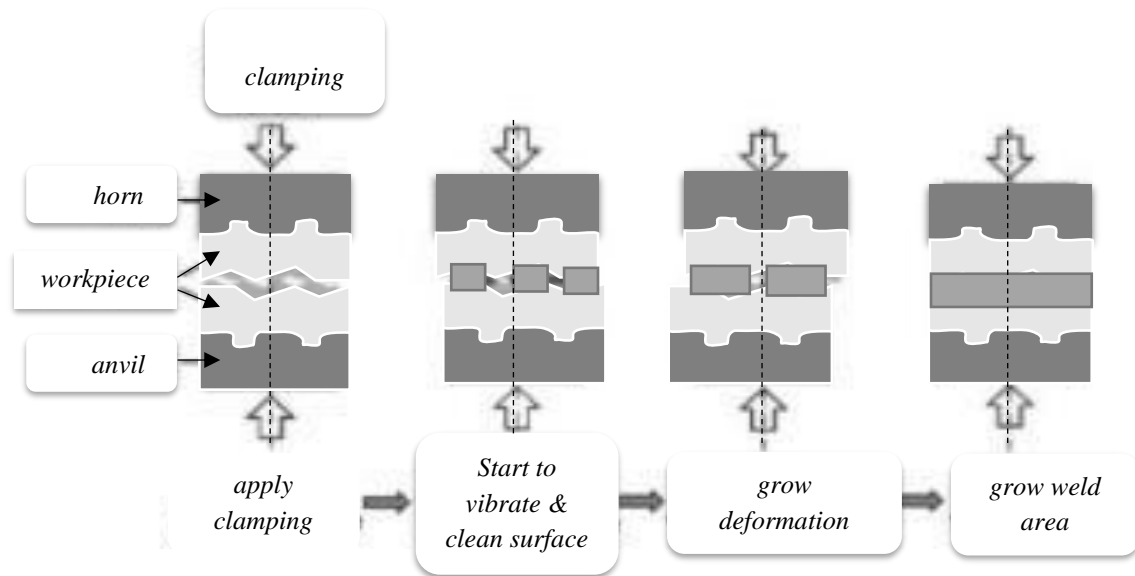 clamping
horn
workpiece
anvil
apply
clamping
Start to
vibrate &
clean surface
grow
deformation
grow weld
area